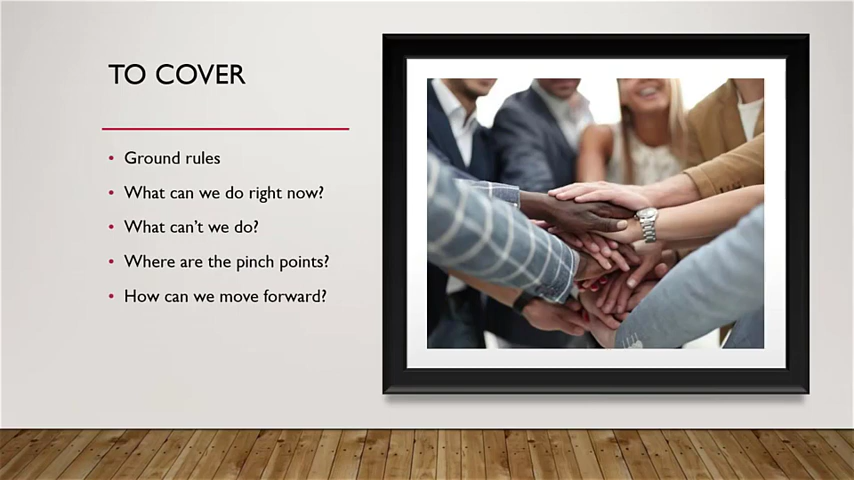 TO COVER
• Ground rules
• What can we do right now?
• What can't we do?
• Where are the pinch points?
• How can we move forward?